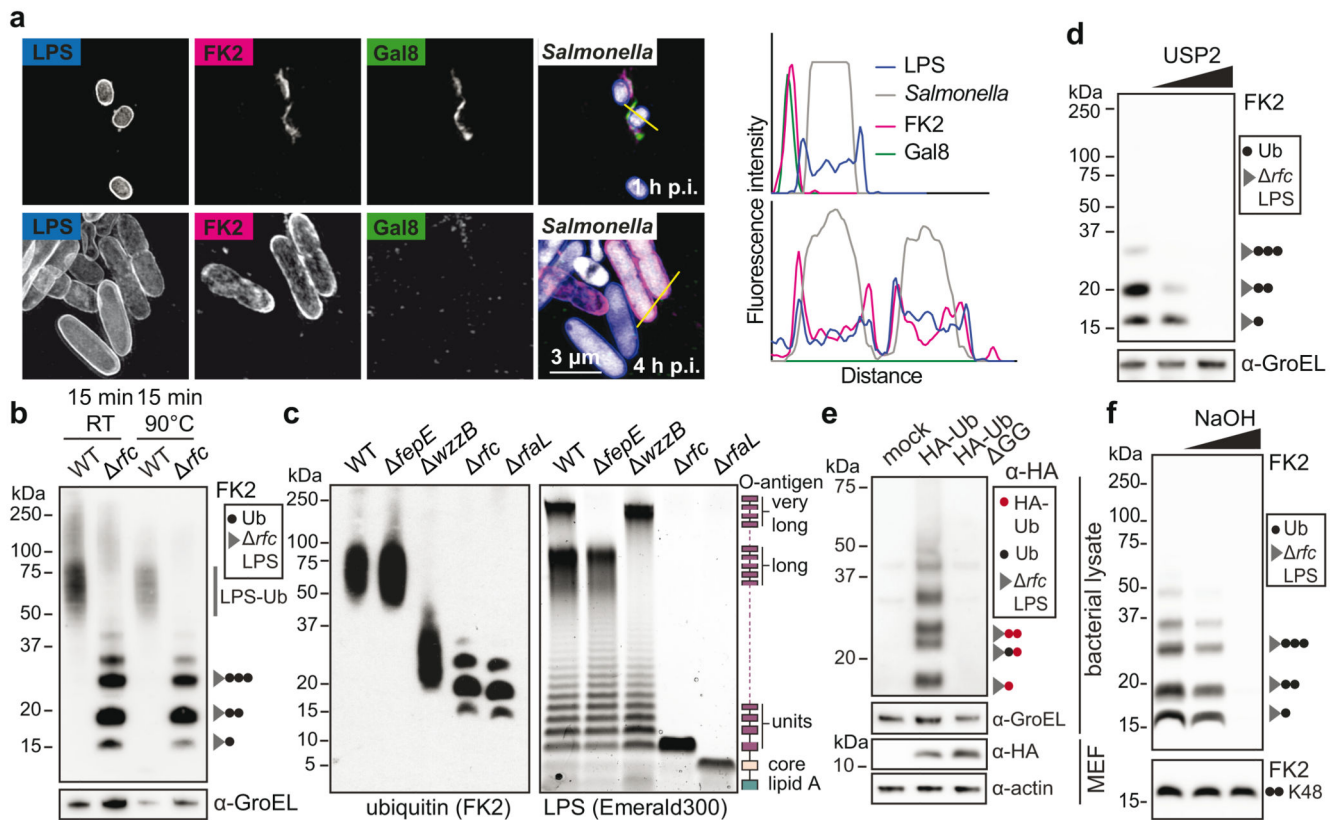 a
LPS
FK2
Gal8
Salmonella
1 h p.i.
LPS
FK2
Gal8
Salmonella
3 µm
4 h p.i.
Fluorescence intensity
LPS
Salmonella
FK2
Gal8
Distance
d
USP2
kDa
FK2
250
100
75
50
37
20
15
Ub
Δrfc
LPS
α-GroEL
b
15 min 15 min
RT 90°C
WT Δrfc WT Δrfc
kDa
FK2
250
100
75
50
37
20
15
Ub
Δrfc
LPS
LPS-Ub
α-GroEL
c
WT ΔfepE ΔwzzB Δrfc ΔrfaL
kDa
250
100
75
50
37
20
15
10
5
ubiquitin (FK2)
WT ΔfepE ΔwzzB Δrfc ΔrfaL
LPS (Emerald300)
O-antigen
very
long
long
units
core
lipid A
e
mock HA-Ub HA-Ub ΔGG
kDa
α-HA
75
50
37
20
HA-
Ub
Ub
Δrfc
LPS
α-GroEL
kDa
10
α-HA
α-actin
f
NaOH
kDa
FK2
250
100
75
50
37
25
20
15
Ub
Δrfc
LPS
bacterial lysate
MEF
15
FK2
K48